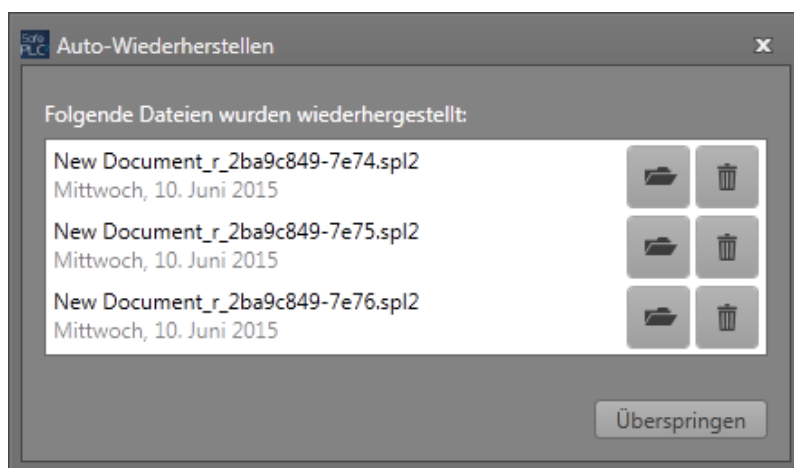 Safe
PLC
Auto-Wiederherstellen
Folgende Dateien wurden wiederhergestellt:
New Document_r_2ba9c849-7e74.spl2
Mittwoch, 10. Juni 2015
New Document_r_2ba9c849-7e75.spl2
Mittwoch, 10. Juni 2015
New Document_r_2ba9c849-7e76.spl2
Mittwoch, 10. Juni 2015
Überspringen